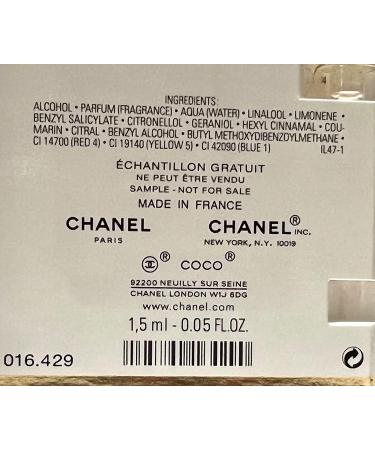 INGREDIENTS:
ALCOHOL • PARFUM (FRAGRANCE) • AQUA (WATER) • LINALOOL • LIMONENE •
BENZYL SALICYLATE • CITRONELLOL • GERANIOL • HEXYL CINNAMAL • COU-
MARIN • CITRAL • BENZYL ALCOHOL • BUTYL METHOXYDIBENZOYLMETHANE •
CI 14700 (RED 4) • CI 19140 (YELLOW 5) • CI 42090 (BLUE 1) IL47-1
ÉCHANTILLON GRATUIT
NE PEUT ÊTRE VENDU
SAMPLE - NOT FOR SALE
MADE IN FRANCE
CHANEL CHANEL® INC.
PARIS NEW YORK, N.Y. 10019
® COCO®
92200 NEUILLY SUR SEINE
CHANEL LONDON W1J 6DG
www.chanel.com
1,5 ml - 0.05 FL.OZ.
016.429